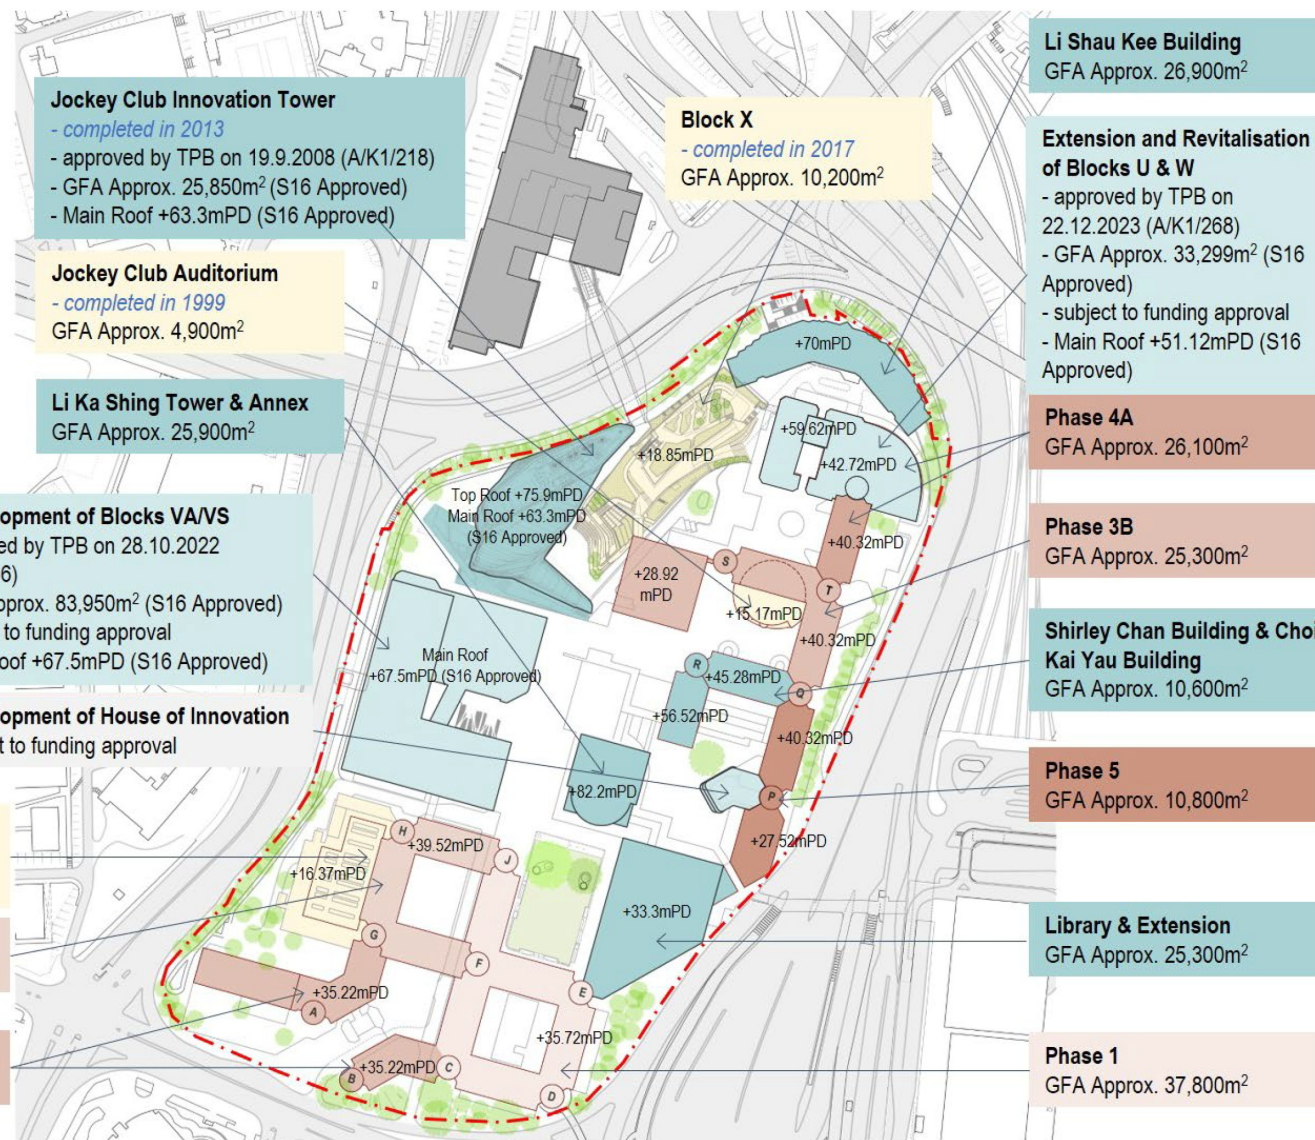 Jockey Club Innovation Tower
- completed in 2013
- approved by TPB on 19.9.2008 (A/K1/218)
- GFA Approx. 25,850m² (S16 Approved)
- Main Roof +63.3mPD (S16 Approved)
Jockey Club Auditorium
- completed in 1999
GFA Approx. 4,900m²
Li Ka Shing Tower & Annex
GFA Approx. 25,900m²
opment of Blocks VA/VS
ed by TPB on 28.10.2022
6)
pprox. 83,950m² (S16 Approved)
to funding approval
oof +67.5mPD (S16 Approved)
opment of House of Innovation
t to funding approval
Block X
- completed in 2017
GFA Approx. 10,200m²
Li Shau Kee Building
GFA Approx. 26,900m²
Extension and Revitalisation
of Blocks U & W
- approved by TPB on
22.12.2023 (A/K1/268)
- GFA Approx. 33,299m² (S16
Approved)
- subject to funding approval
- Main Roof +51.12mPD (S16
Approved)
Phase 4A
GFA Approx. 26,100m²
Phase 3B
GFA Approx. 25,300m²
Shirley Chan Building & Choi
Kai Yau Building
GFA Approx. 10,600m²
Phase 5
GFA Approx. 10,800m²
Library & Extension
GFA Approx. 25,300m²
Phase 1
GFA Approx. 37,800m²
+70mPD
+59.62mPD
+42.72mPD
+18.85mPD
Top Roof +75.9mPD
Main Roof +63.3mPD
(S16 Approved)
+40.32mPD
S
+28.92
mPD
T
+15.17mPD
+40.32mPD
Main Roof
+67.5mPD (S16 Approved)
R
+45.28mPD
Q
+56.52mPD
+40.32mPD
+82.2mPD
P
+27.52mPD
H
+39.52mPD
J
+16.37mPD
+33.3mPD
G
F
+35.22mPD
E
A
+35.72mPD
+35.22mPD
B
C
D